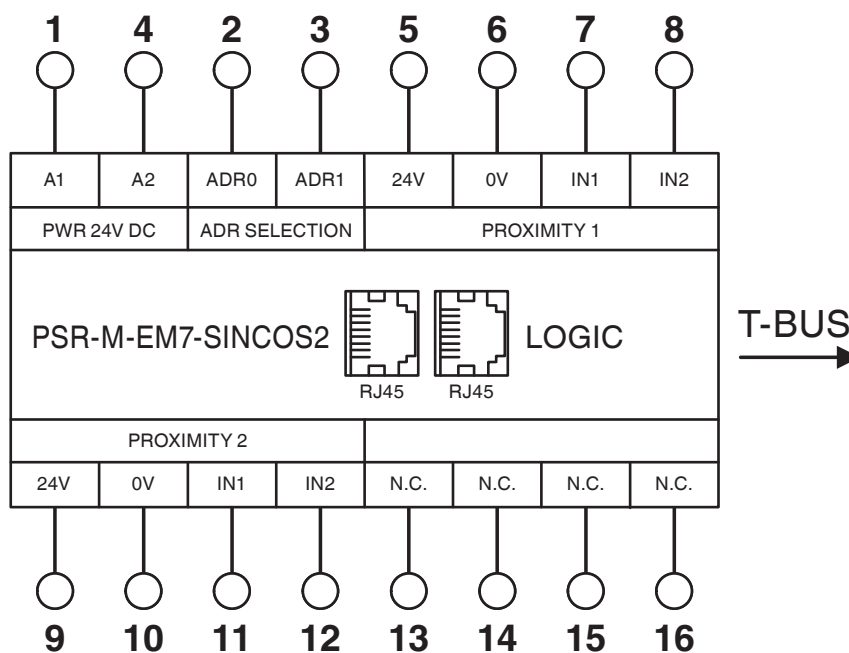 1 4 2 3 5 6 7 8
A1 A2 ADR0 ADR1 24V 0V IN1 IN2
PWR 24V DC ADR SELECTION PROXIMITY 1
PSR-M-EM7-SINCOS2 LOGIC T-BUS
RJ45 RJ45
PROXIMITY 2
24V 0V IN1 IN2 N.C. N.C. N.C. N.C.
9 10 11 12 13 14 15 16